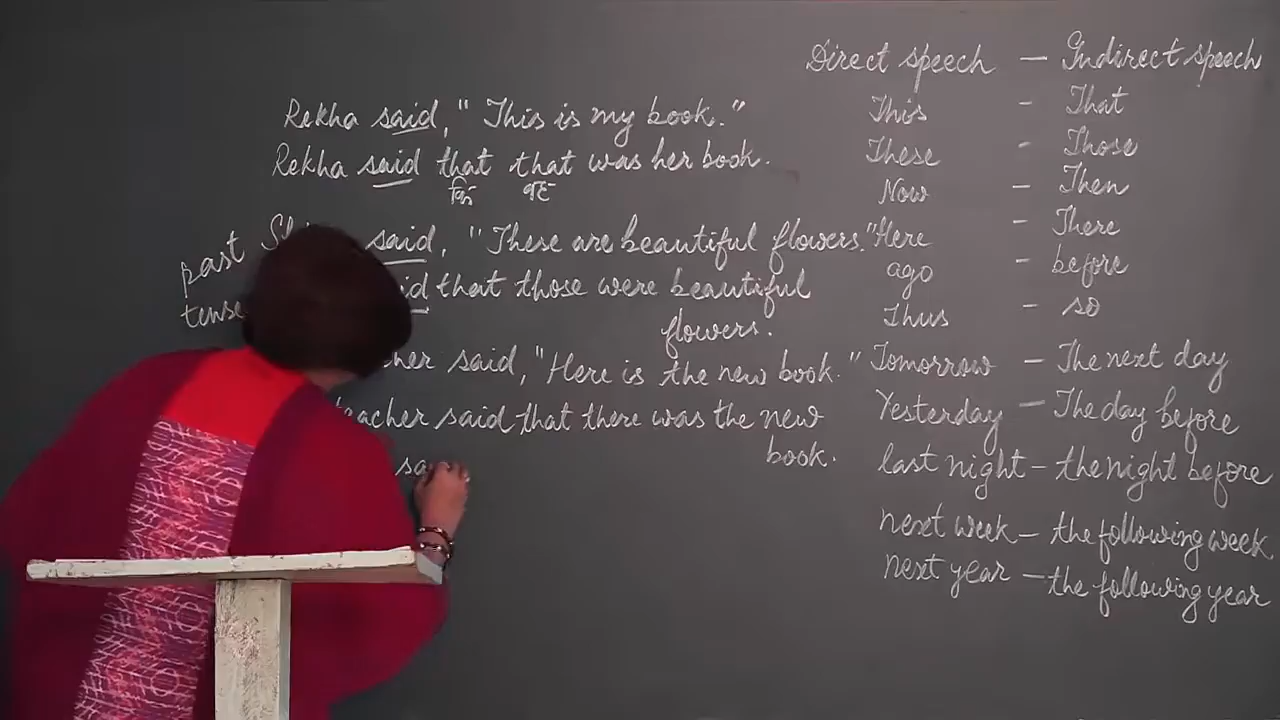 Direct speech — Indirect speech
Rekha said, "This is my book."
Rekha said that that was her book.
कि वह
past
tense
said, "These are beautiful flowers."
that those were beautiful
flowers.
said, "Here is the new book."
teacher said that there was the new
book.
This - That
These - Those
Now - Then
Here - There
ago - before
Thus - so
Tomorrow - The next day
Yesterday - The day before
last night - the night before
next week - the following week
next year - the following year